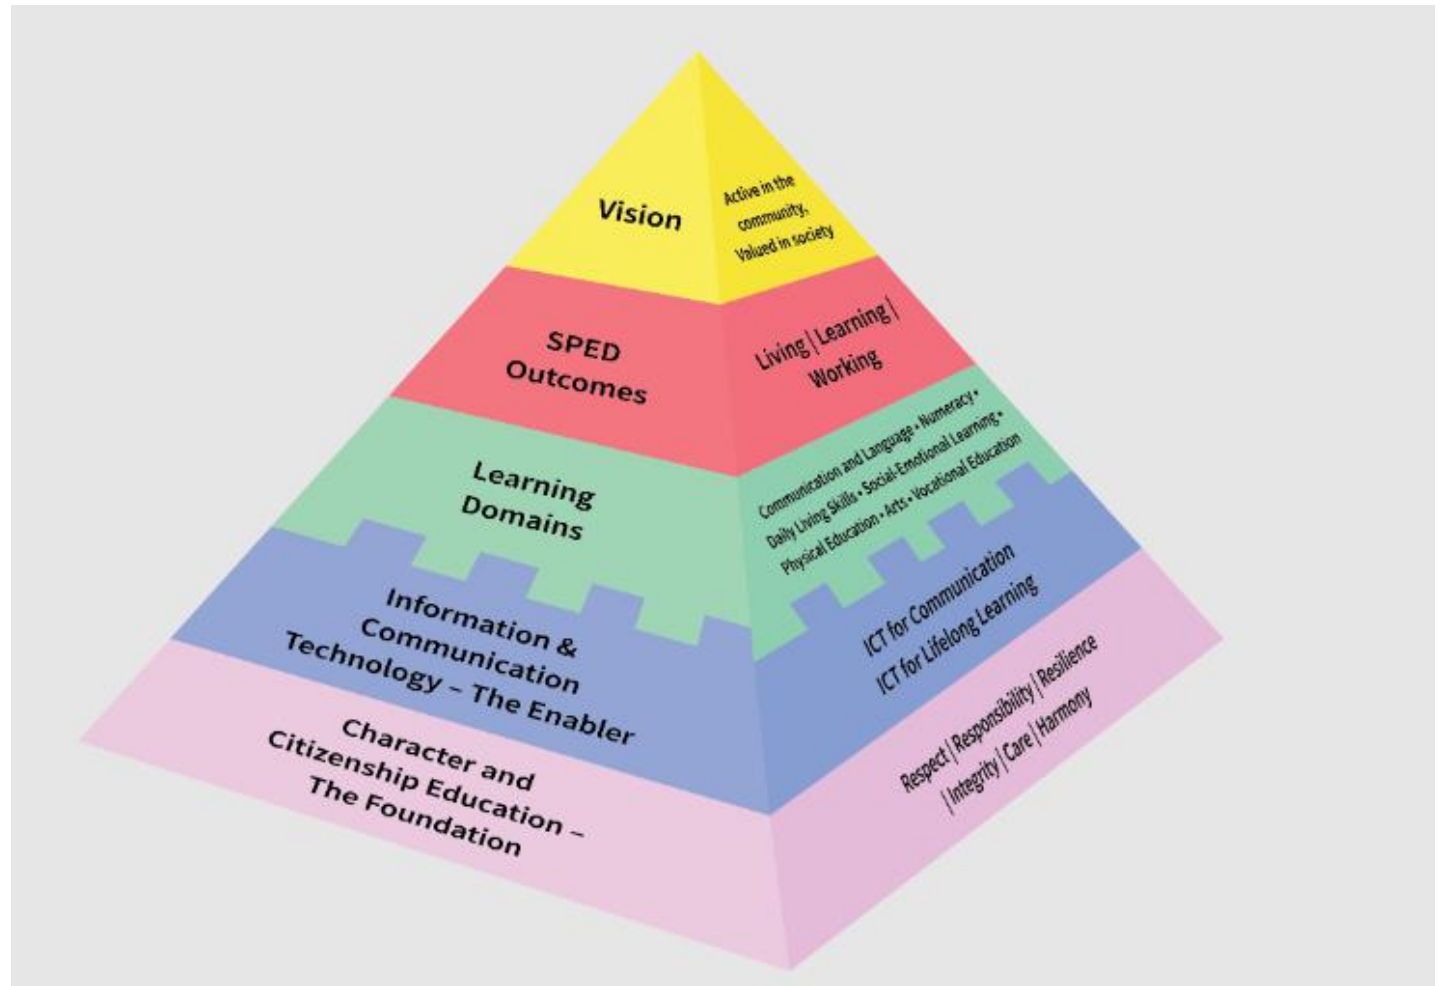 Vision
Active in the
community,
Valued in society
SPED
Outcomes
Living | Learning |
Working
Learning
Domains
Communication and Language • Numeracy •
Daily Living Skills • Social-Emotional Learning •
Physical Education • Arts • Vocational Education
Information &
Communication
Technology – The Enabler
ICT for Communication
ICT for Lifelong Learning
Character and
Citizenship Education –
The Foundation
Respect | Responsibility | Resilience
| Integrity | Care | Harmony